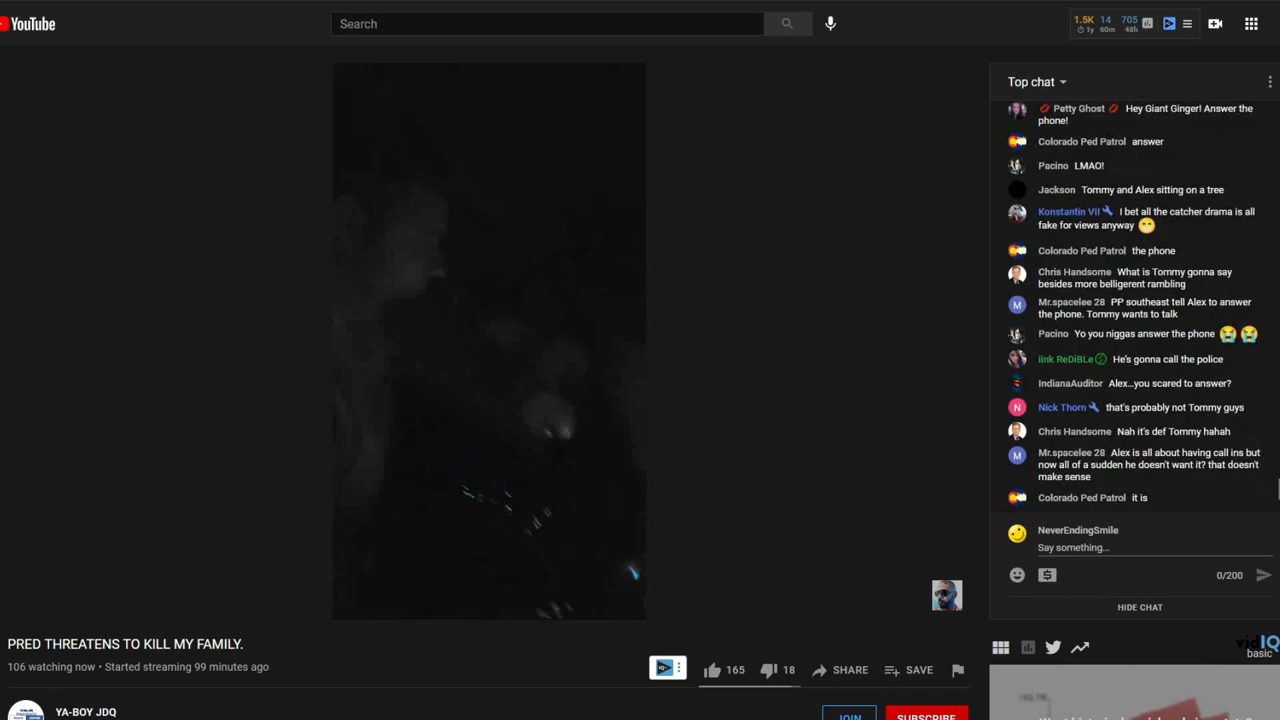 YouTube
Search
1.5K 14 705
1y 60m 48h
Top chat
Petty Ghost Hey Giant Ginger! Answer the
phone!
Colorado Ped Patrol answer
Pacino LMAO!
Jackson Tommy and Alex sitting on a tree
Konstantin VII I bet all the catcher drama is all
fake for views anyway
Colorado Ped Patrol the phone
Chris Handsome What is Tommy gonna say
besides more belligerent rambling
M Mr.spacelee 28 PP southeast tell Alex to answer
the phone. Tommy wants to talk
Pacino Yo you niggas answer the phone
iink ReDiBLe He's gonna call the police
IndianaAuditor Alex...you scared to answer?
N Nick Thorn that's probably not Tommy guys
Chris Handsome Nah it's def Tommy hahah
M Mr.spacelee 28 Alex is all about having call ins but
now all of a sudden he doesn't want it? that doesn't
make sense
Colorado Ped Patrol it is
NeverEndingSmile
Say something...
0/200
HIDE CHAT
PRED THREATENS TO KILL MY FAMILY.
106 watching now • Started streaming 99 minutes ago
IQ
165
18
SHARE
SAVE
vidIQ
basic
YA-BOY JDQ
JOIN
SUBSCRIBE